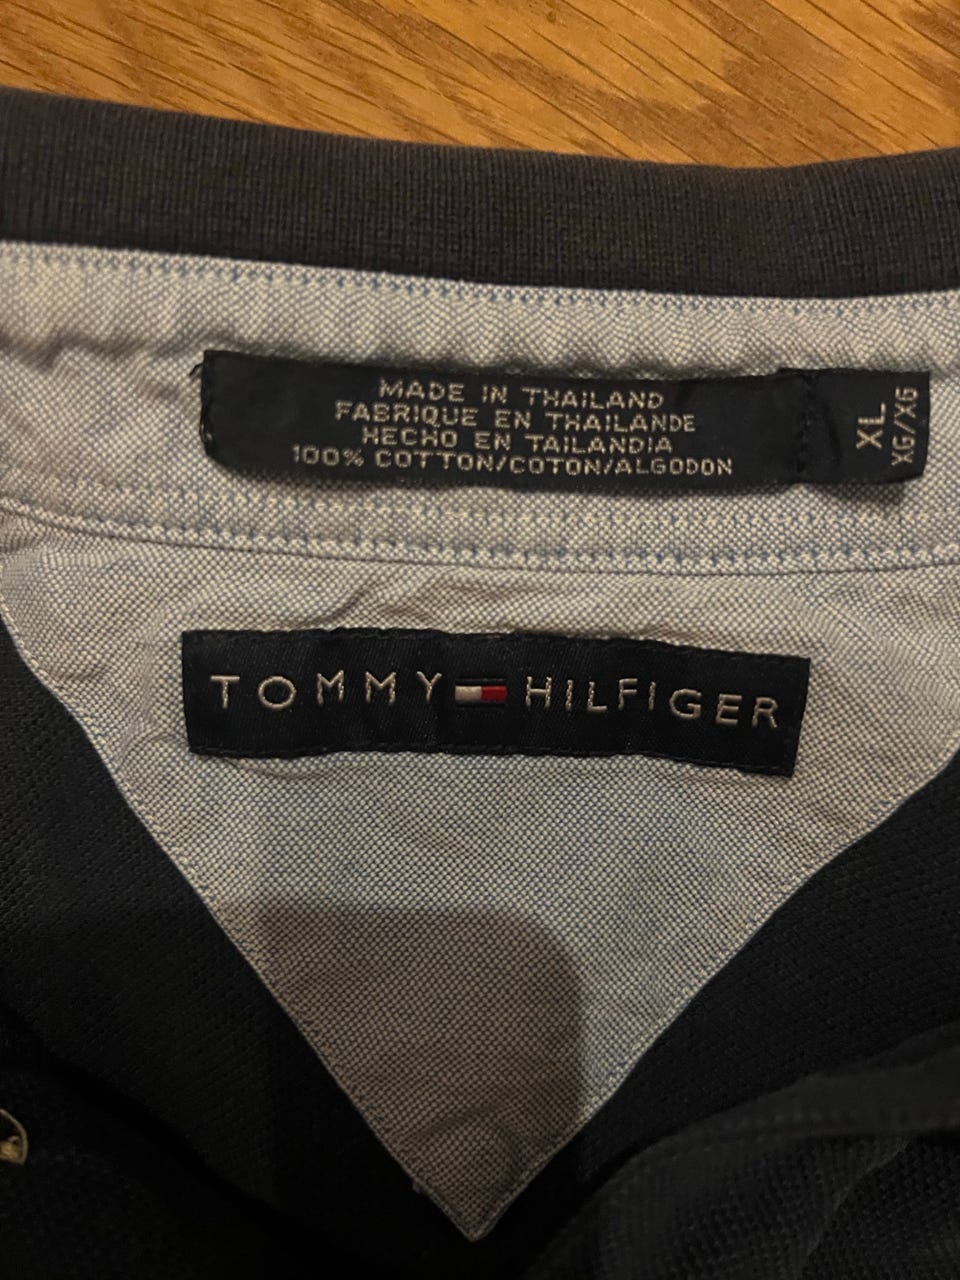 MADE IN THAILAND
FABRIQUE EN THAILANDE
HECHO EN TAILANDIA
100% COTTON/COTON/ALGODON
XL
XG/XG
TOMMY HILFIGER